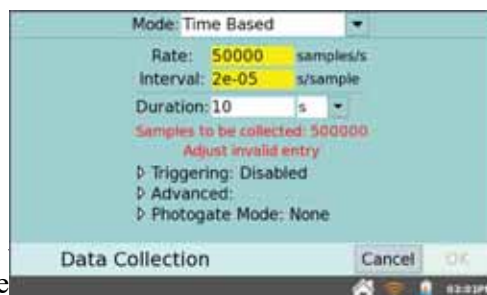 Mode: Time Based
Rate: 50000 samples/s
Interval: 2e-05 s/sample
Duration: 10 s
Samples to be collected: 500000
Adjust invalid entry
Triggering: Disabled
Advanced:
Photogate Mode: None
Data Collection Cancel OK
e